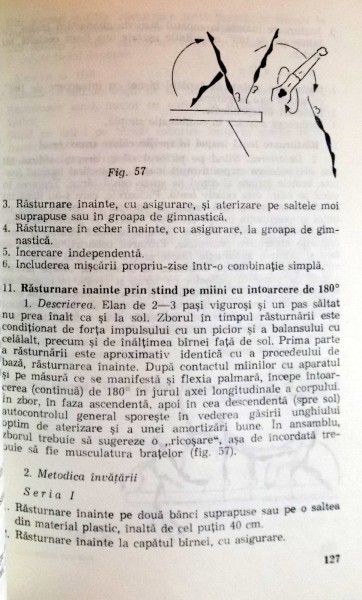 Fig. 57
3. Răsturnare înainte, cu asigurare, și aterizare pe saltele moi
suprapuse sau în groapa de gimnastică.
4. Răsturnare în echer înainte, cu asigurare, la groapa de gim-
nastică.
5. Încercare independentă.
6. Includerea mișcării propriu-zise într-o combinație simplă.
11. Răsturnare înainte prin stînd pe mîini cu întoarcere de 180°
1. Descrierea. Elan de 2—3 pași viguroși și un pas săltat
nu prea înalt ca și la sol. Zborul în timpul răsturnării este
condiționat de forța impulsului cu un picior și a balansului cu
celălalt, precum și de înălțimea bîrnei față de sol. Prima parte
a răsturnării este aproximativ identică cu a procedeului de
bază, răsturnarea înainte. După contactul mîinilor cu aparatul
și pe măsură ce se manifestă și flexia palmară, începe întoar-
cerea (continuă) de 180° în jurul axei longitudinale a corpului.
În zbor, în faza ascendentă, apoi în cea descendentă (spre sol)
autocontrolul general sporește în vederea găsirii unghiului
optim de aterizare și a unei amortizări bune. În ansamblu,
zborul trebuie să sugereze o „ricoșare", așa de încordată tre-
buie să fie musculatura brațelor (fig. 57).
2. Metodica învățării
Seria I
1. Răsturnare înainte pe două bănci suprapuse sau pe o saltea
din material plastic, înaltă de cel puțin 40 cm.
2. Răsturnare înainte la capătul bîrnei, cu asigurare.
127